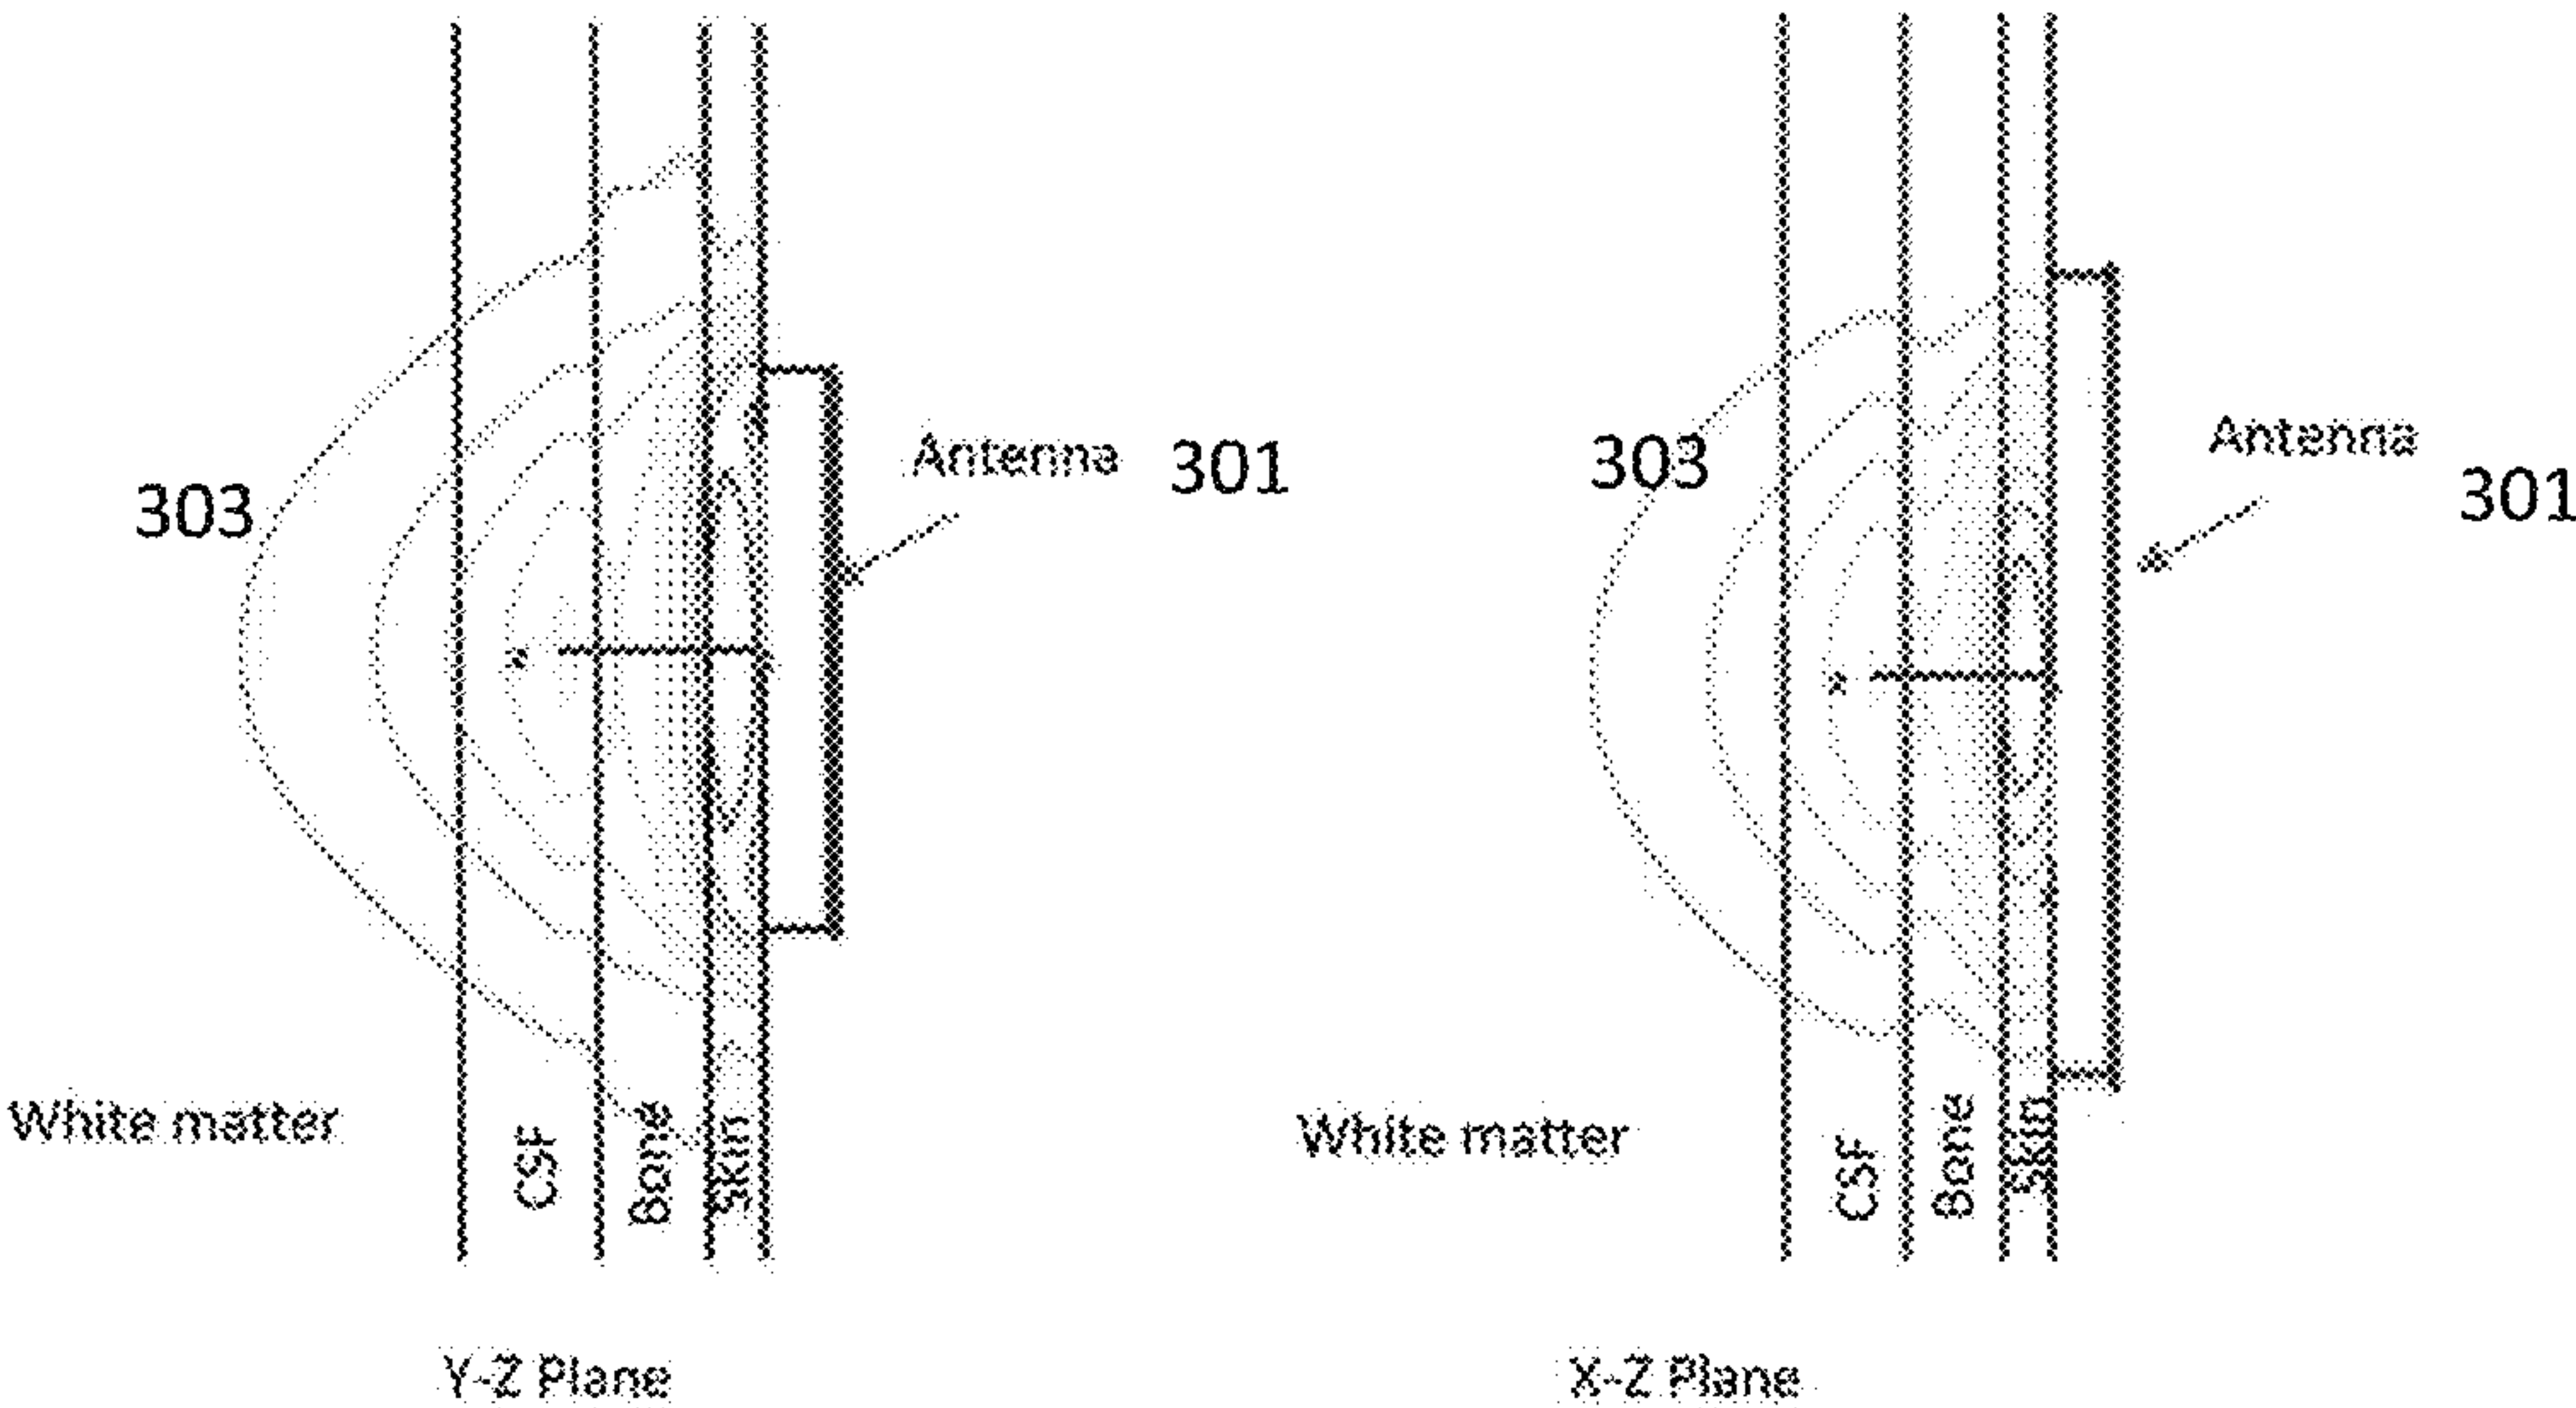 303
Antenna 301
White matter
CSF
Bone
Skin
z
Y-Z Plane
303
Antenna
301
White matter
CSF
Bone
Skin
z
X-Z Plane